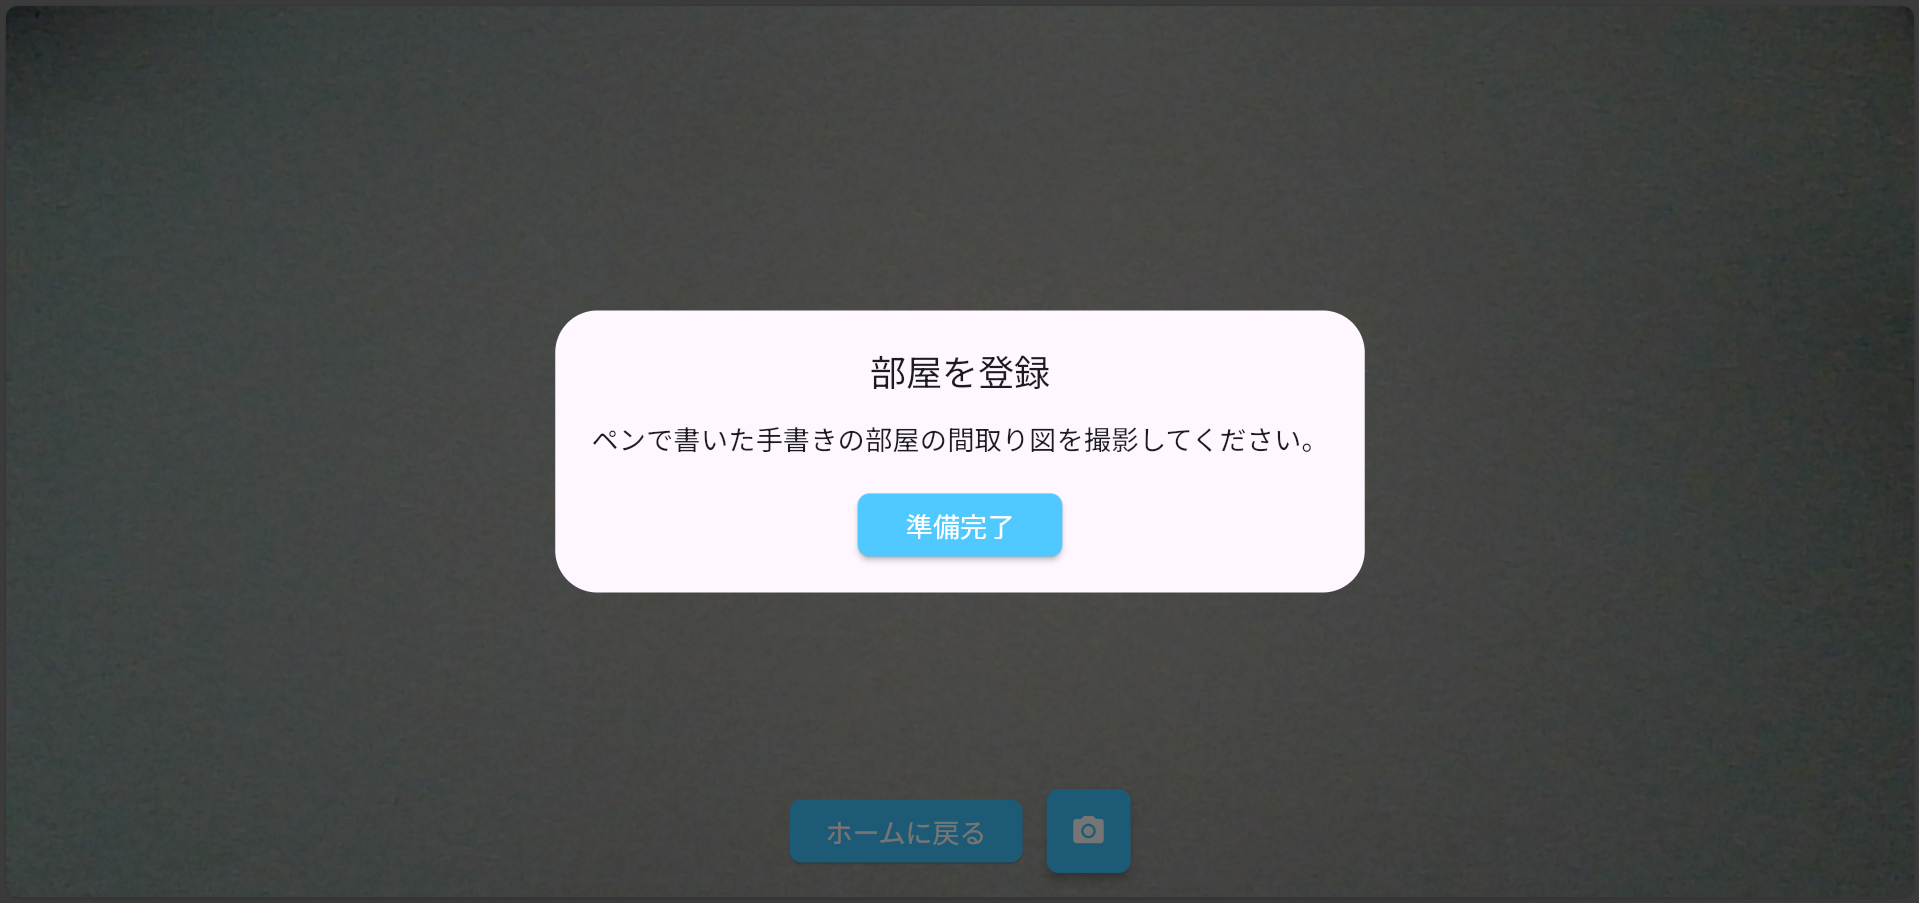 部屋を登録
ペンで書いた手書きの部屋の間取り図を撮影してください。
準備完了
ホームに戻る